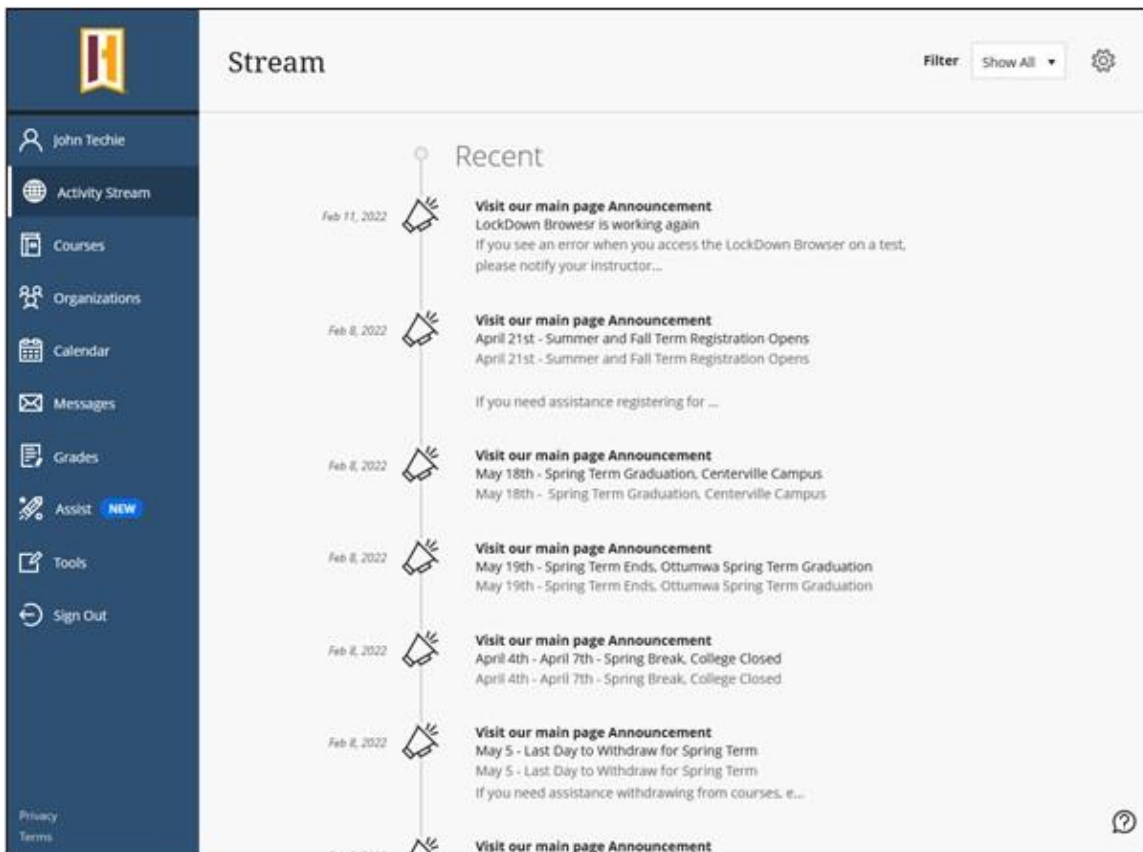 Stream
Filter
Show All
John Techie
Activity Stream
Courses
Organizations
Calendar
Messages
Grades
Assist NEW
Tools
Sign Out
Privacy
Terms
Recent
Feb 11, 2022
Visit our main page Announcement
LockDown Browesr is working again
If you see an error when you access the LockDown Browser on a test,
please notify your instructor...
Feb 8, 2022
Visit our main page Announcement
April 21st - Summer and Fall Term Registration Opens
April 21st - Summer and Fall Term Registration Opens
If you need assistance registering for ...
Feb 8, 2022
Visit our main page Announcement
May 18th - Spring Term Graduation, Centerville Campus
May 18th - Spring Term Graduation, Centerville Campus
Feb 8, 2022
Visit our main page Announcement
May 19th - Spring Term Ends, Ottumwa Spring Term Graduation
May 19th - Spring Term Ends, Ottumwa Spring Term Graduation
Feb 8, 2022
Visit our main page Announcement
April 4th - April 7th - Spring Break, College Closed
April 4th - April 7th - Spring Break, College Closed
Feb 8, 2022
Visit our main page Announcement
May 5 - Last Day to Withdraw for Spring Term
May 5 - Last Day to Withdraw for Spring Term
If you need assistance withdrawing from courses, e...
Visit our main page Announcement